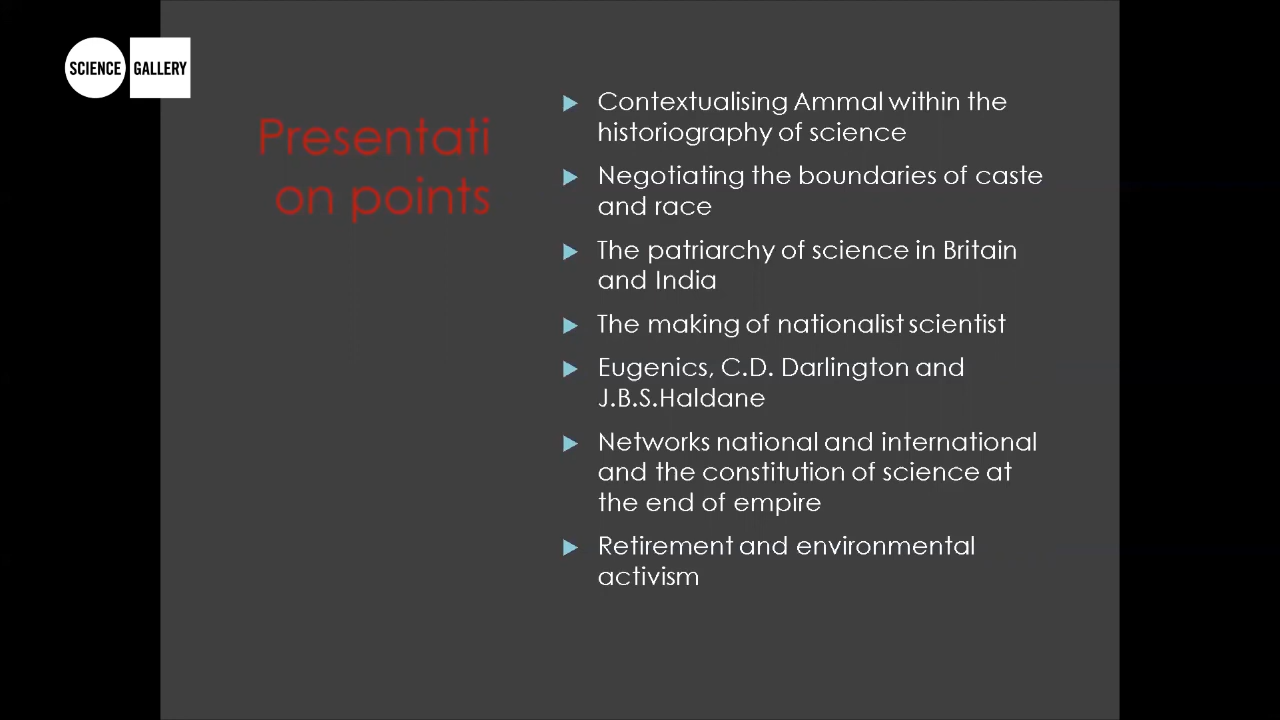 SCIENCE GALLERY
Presentati
on points
Contextualising Ammal within the
historiography of science
Negotiating the boundaries of caste
and race
The patriarchy of science in Britain
and India
The making of nationalist scientist
Eugenics, C.D. Darlington and
J.B.S.Haldane
Networks national and international
and the constitution of science at
the end of empire
Retirement and environmental
activism